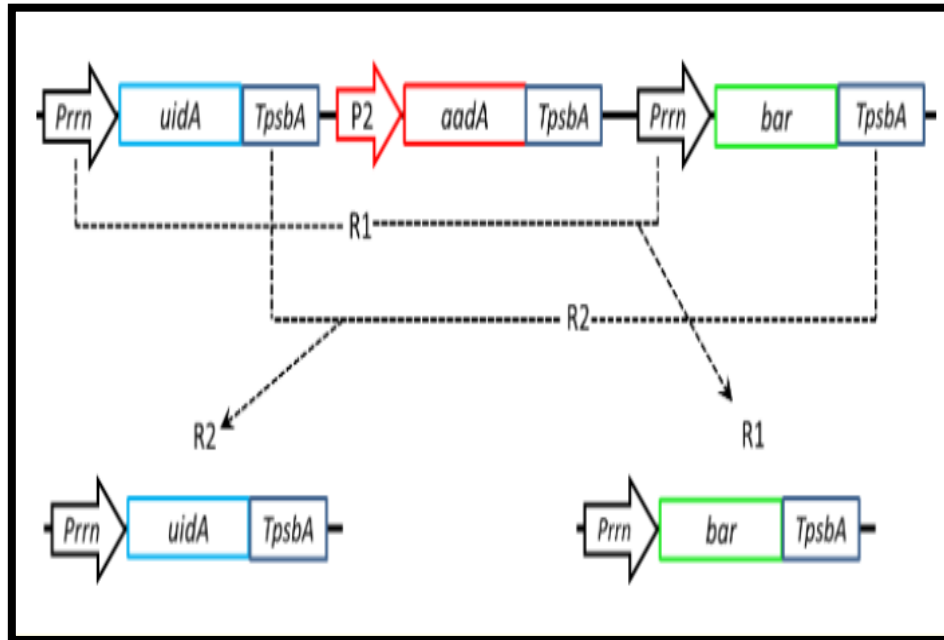 Prrn uidA TpsbA P2 aadA TpsbA Prrn bar TpsbA
R1
R2
R2 R1
Prrn uidA TpsbA Prrn bar TpsbA